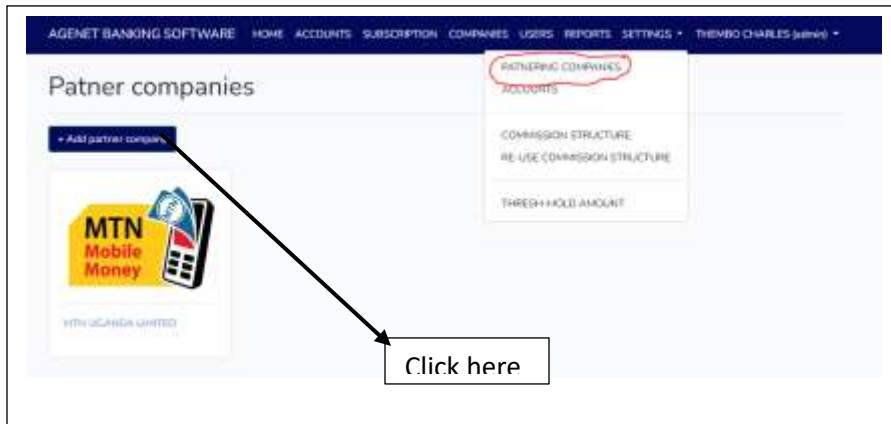 AGENET BANKING SOFTWARE HOME ACCOUNTS SUBSCRIPTION COMPANIES USERS REPORTS SETTINGS THEMBO CHARLES (admin)
PATNERING COMPANIES
Patner companies
ACCOUNTS
+ Add partner company
COMMISSION STRUCTURE
RE-USE COMMISSION STRUCTURE
THRESH-HOLD AMOUNT
MTN
Mobile
Money
MTN UGANDA LIMITED
Click here